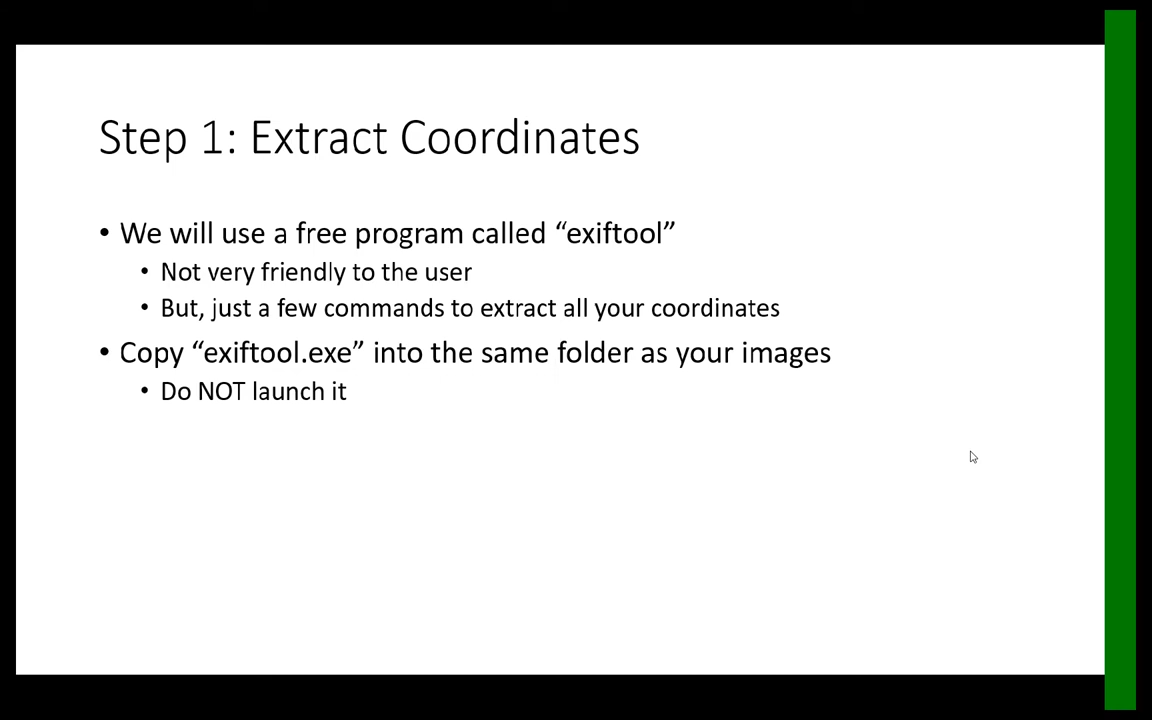 Step 1: Extract Coordinates
• We will use a free program called “exiftool”
• Not very friendly to the user
• But, just a few commands to extract all your coordinates
• Copy “exiftool.exe” into the same folder as your images
• Do NOT launch it